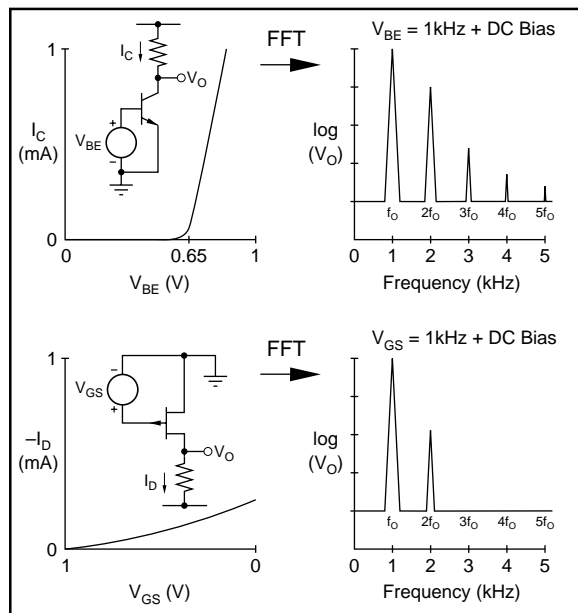 I_C
V_O
V_BE
+
–
I_C
(mA)
1
0
0
0.65
1
V_BE (V)
FFT
V_BE = 1kHz + DC Bias
log
(V_O)
f_O 2f_O 3f_O 4f_O 5f_O
0 1 2 3 4 5
Frequency (kHz)
–
V_GS
+
V_O
I_D
–I_D
(mA)
1
0
1
0
V_GS (V)
FFT
V_GS = 1kHz + DC Bias
log
(V_O)
f_O 2f_O 3f_O 4f_O 5f_O
0 1 2 3 4 5
Frequency (kHz)